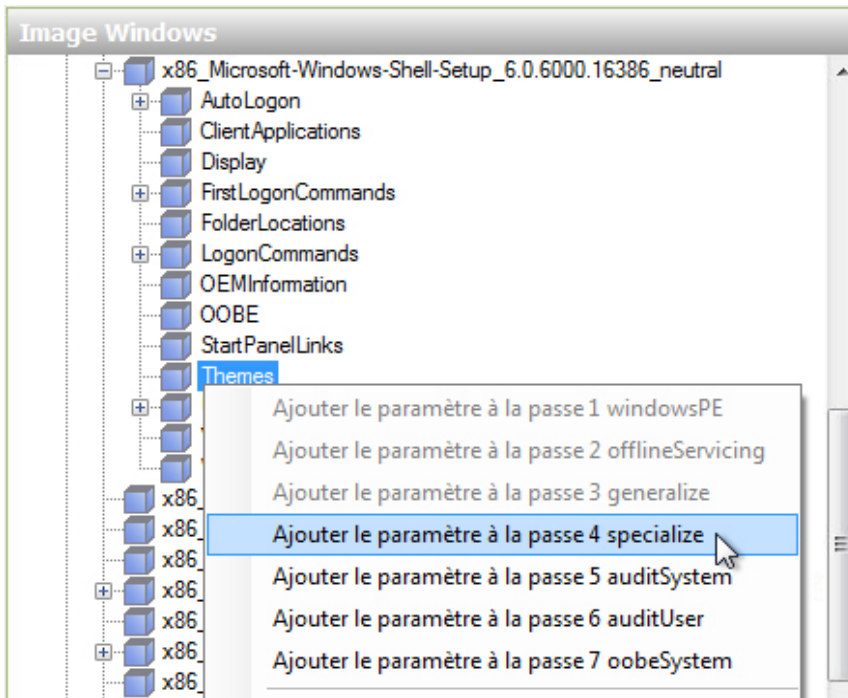 Image Windows
x86_Microsoft-Windows-Shell-Setup_6.0.6000.16386_neutral
AutoLogon
ClientApplications
Display
FirstLogonCommands
FolderLocations
LogonCommands
OEMInformation
OOBE
StartPanelLinks
Themes
Ajouter le paramètre à la passe 1 windowsPE
Ajouter le paramètre à la passe 2 offlineServicing
Ajouter le paramètre à la passe 3 generalize
x86_
Ajouter le paramètre à la passe 4 specialize
x86_
x86_
Ajouter le paramètre à la passe 5 auditSystem
x86_
Ajouter le paramètre à la passe 6 auditUser
x86_
x86_
Ajouter le paramètre à la passe 7 oobeSystem
x86_